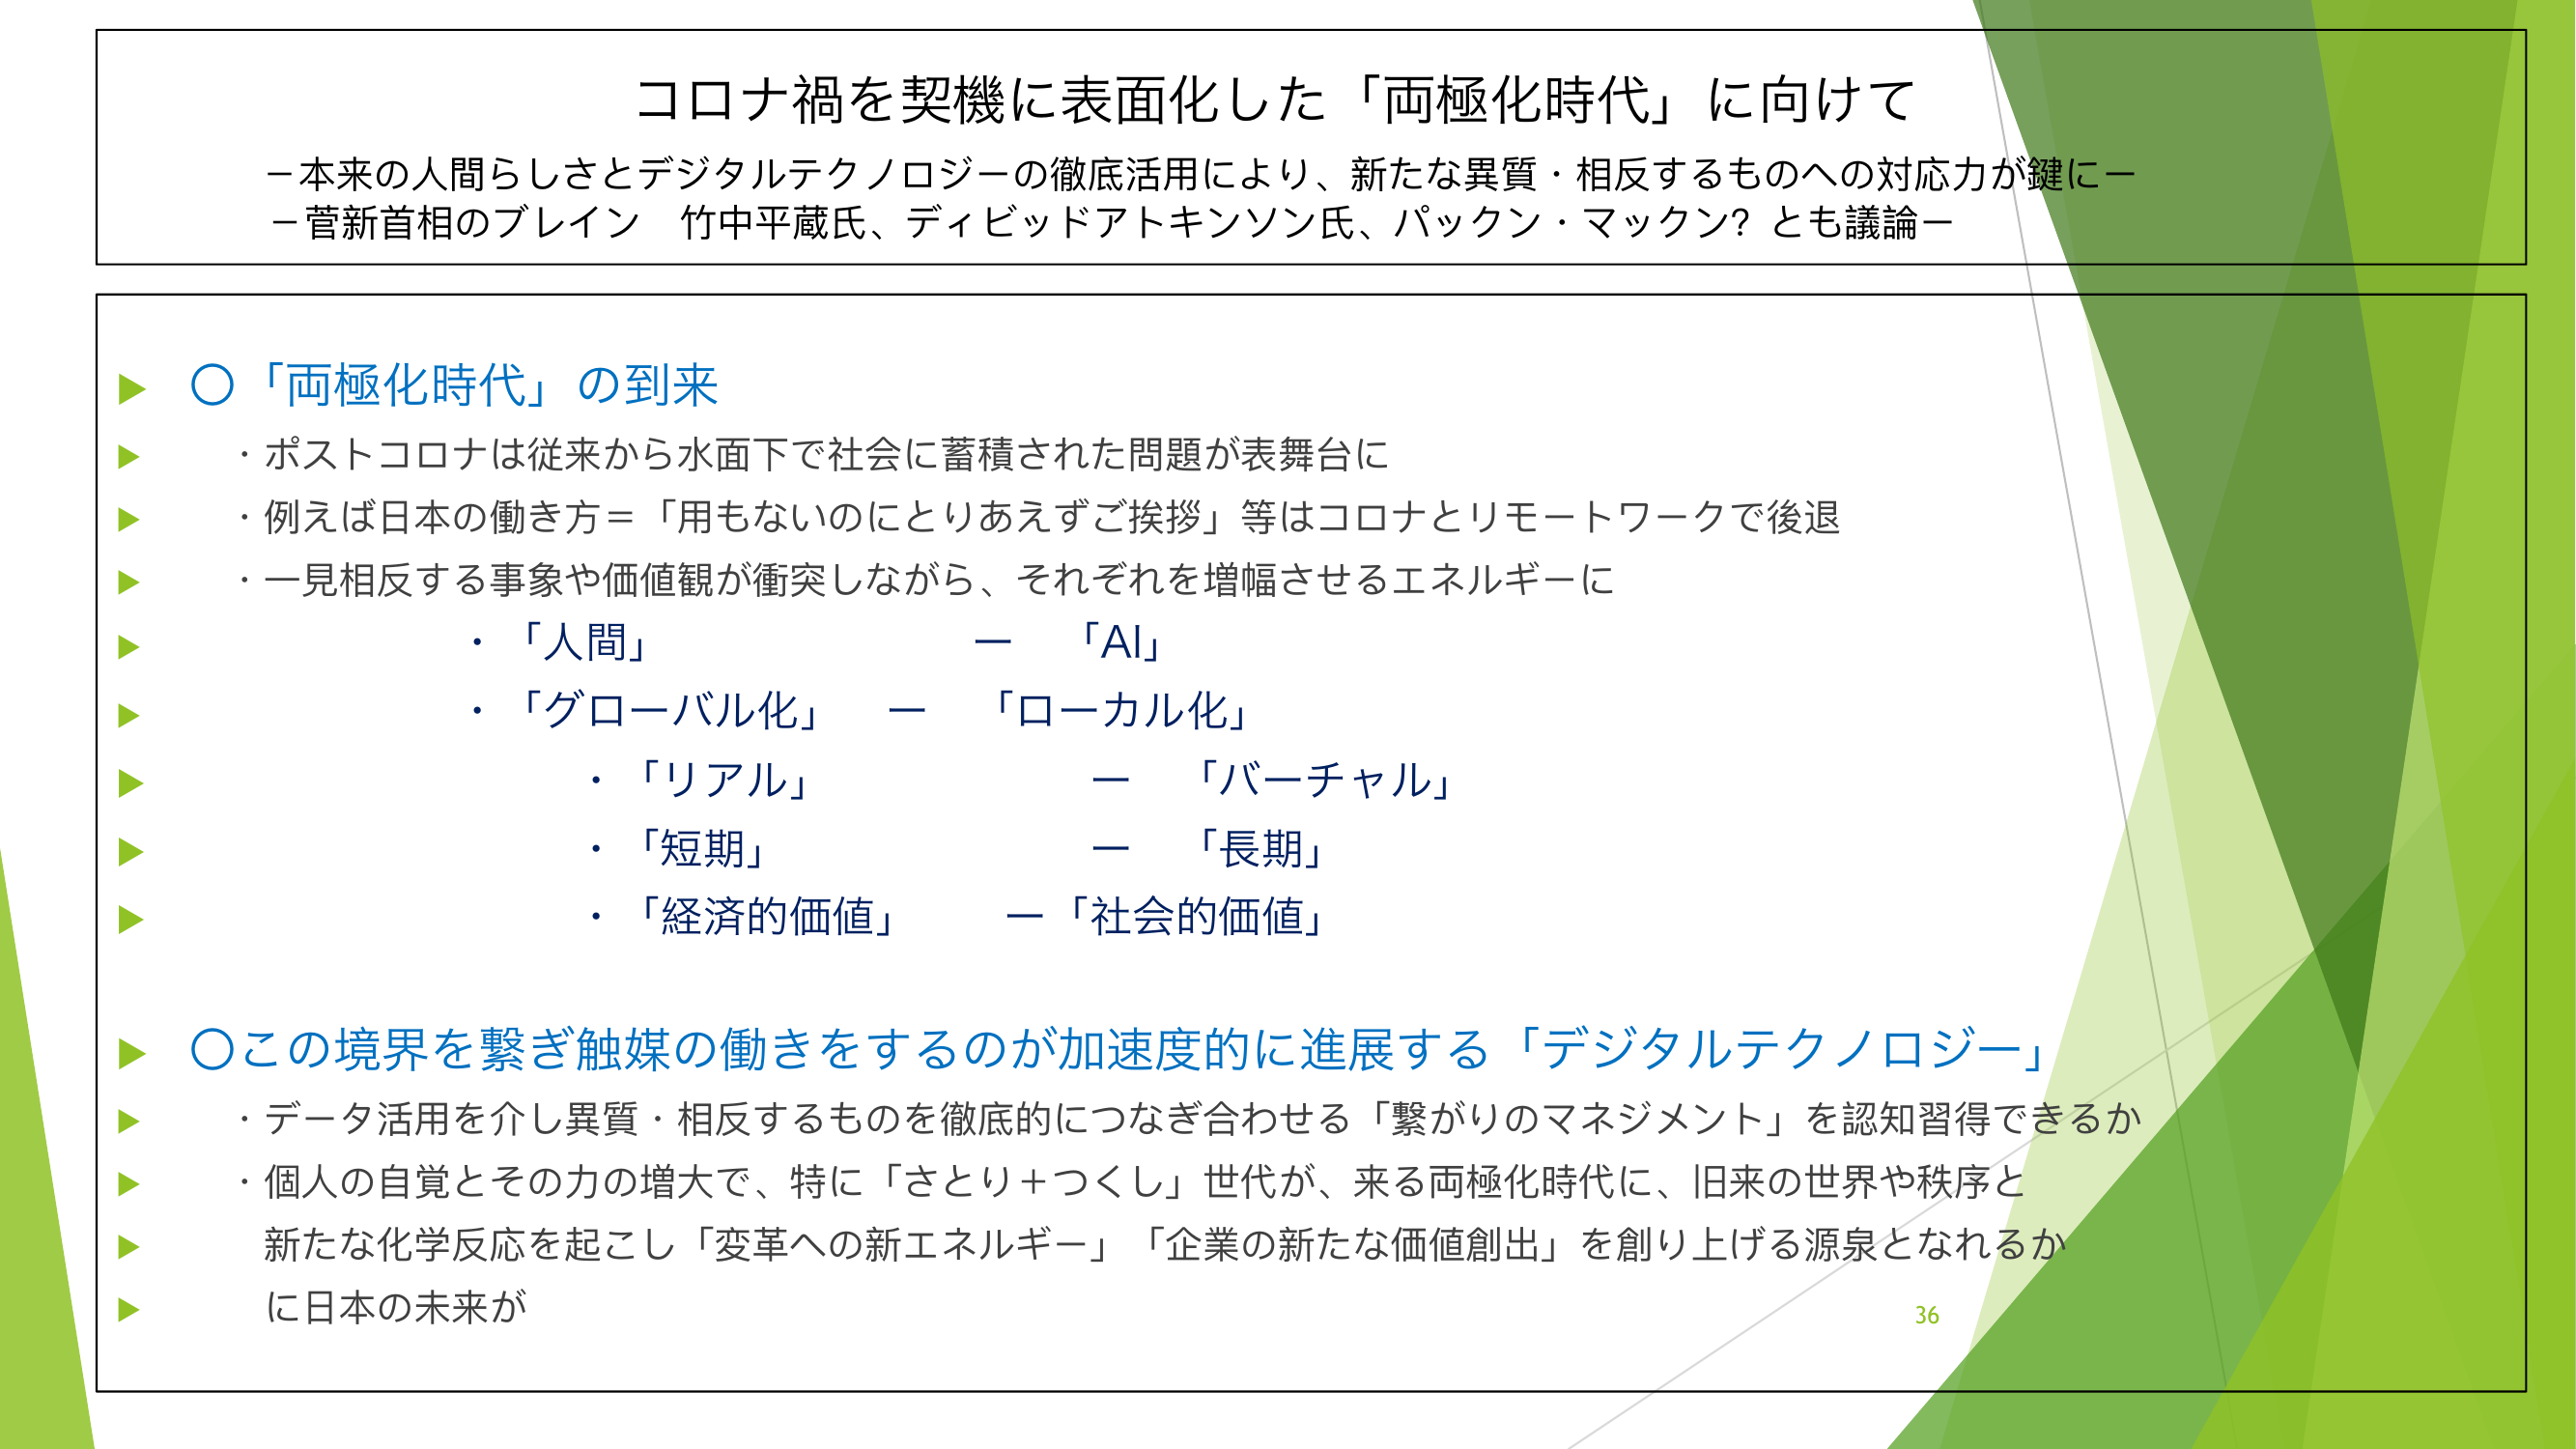 コロナ禍を契機に表面化した「両極化時代」に向けて
－本来の人間らしさとデジタルテクノロジーの徹底活用により、新たな異質・相反するものへの対応力が鍵にー
－菅新首相のブレイン　竹中平蔵氏、ディビッドアトキンソン氏、パックン・マックン？とも議論ー
〇「両極化時代」の到来
・ポストコロナは従来から水面下で社会に蓄積された問題が表舞台に
・例えば日本の働き方＝「用もないのにとりあえずご挨拶」等はコロナとリモートワークで後退
・一見相反する事象や価値観が衝突しながら、それぞれを増幅させるエネルギーに
・「人間」　ー　「AI」
・「グローバル化」　ー　「ローカル化」
・「リアル」　ー　「バーチャル」
・「短期」　ー　「長期」
・「経済的価値」　ー「社会的価値」
〇この境界を繋ぎ触媒の働きをするのが加速度的に進展する「デジタルテクノロジー」
・データ活用を介し異質・相反するものを徹底的につなぎ合わせる「繋がりのマネジメント」を認知習得できるか
・個人の自覚とその力の増大で、特に「さとり＋つくし」世代が、来る両極化時代に、旧来の世界や秩序と
新たな化学反応を起こし「変革への新エネルギー」「企業の新たな価値創出」を創り上げる源泉となれるか
に日本の未来が
36